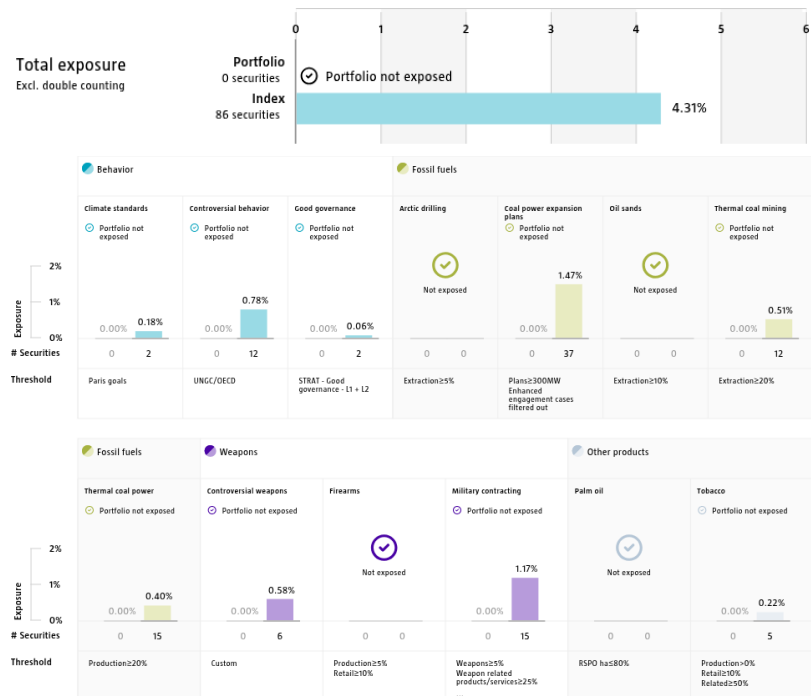 0 1 2 3 4 5 6
Total exposure
Excl. double counting
Portfolio
0 securities
Portfolio not exposed
Index
86 securities
4.31%
Behavior
Fossil fuels
Climate standards
Portfolio not
exposed
Controversial behavior
Portfolio not
exposed
Good governance
Portfolio not
exposed
Arctic drilling
Not exposed
Coal power expansion
plans
Portfolio not
exposed
Oil sands
Not exposed
Thermal coal mining
Portfolio not
exposed
Exposure
2%
1%
0%
0.00% 0.18%
0.00% 0.78%
0.00% 0.06%
0.00% 1.47%
0.00% 0.51%
# Securities
0 2
0 12
0 2
0 0
0 37
0 0
0 12
Threshold
Paris goals
UNGC/OECD
STRAT - Good
governance - L1 + L2
Extraction≥5%
Plans≥300MW
Enhanced
engagement cases
filtered out
Extraction≥10%
Extraction≥20%
Fossil fuels
Weapons
Other products
Thermal coal power
Portfolio not exposed
Controversial weapons
Portfolio not exposed
Firearms
Not exposed
Military contracting
Portfolio not exposed
Palm oil
Not exposed
Tobacco
Portfolio not exposed
Exposure
2%
1%
0%
0.00% 0.40%
0.00% 0.58%
0.00% 1.17%
0.00% 0.22%
# Securities
0 15
0 6
0 0
0 15
0 0
0 5
Threshold
Production≥20%
Custom
Production≥5%
Retail≥10%
Weapons≥5%
Weapon related
products/services≥25%
RSPO ha≤80%
Production>0%
Retail≥10%
Related≥50%